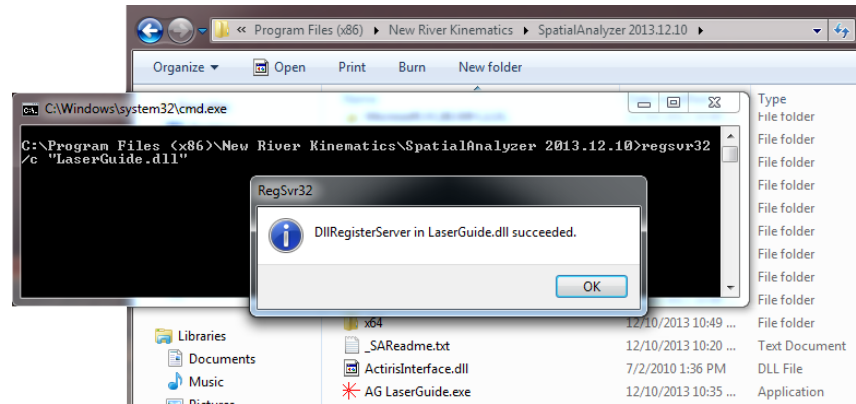 « Program Files (x86) ▸ New River Kinematics ▸ SpatialAnalyzer 2013.12.10 ▸
Organize ▾ Open Print Burn New folder
C:\Windows\system32\cmd.exe
Type
File folder
C:\Program Files (x86)\New River Kinematics\SpatialAnalyzer 2013.12.10>regsvr32
File folder
/c "LaserGuide.dll"
File folder
File folder
RegSvr32
File folder
DllRegisterServer in LaserGuide.dll succeeded.
File folder
File folder
File folder
OK
File folder
x64 12/10/2013 10:49 ... File folder
Libraries
_SAReadme.txt 12/10/2013 10:20 ... Text Document
Documents
ActirisInterface.dll 7/2/2010 1:36 PM DLL File
Music
AG LaserGuide.exe 12/10/2013 10:35 ... Application
Pictures